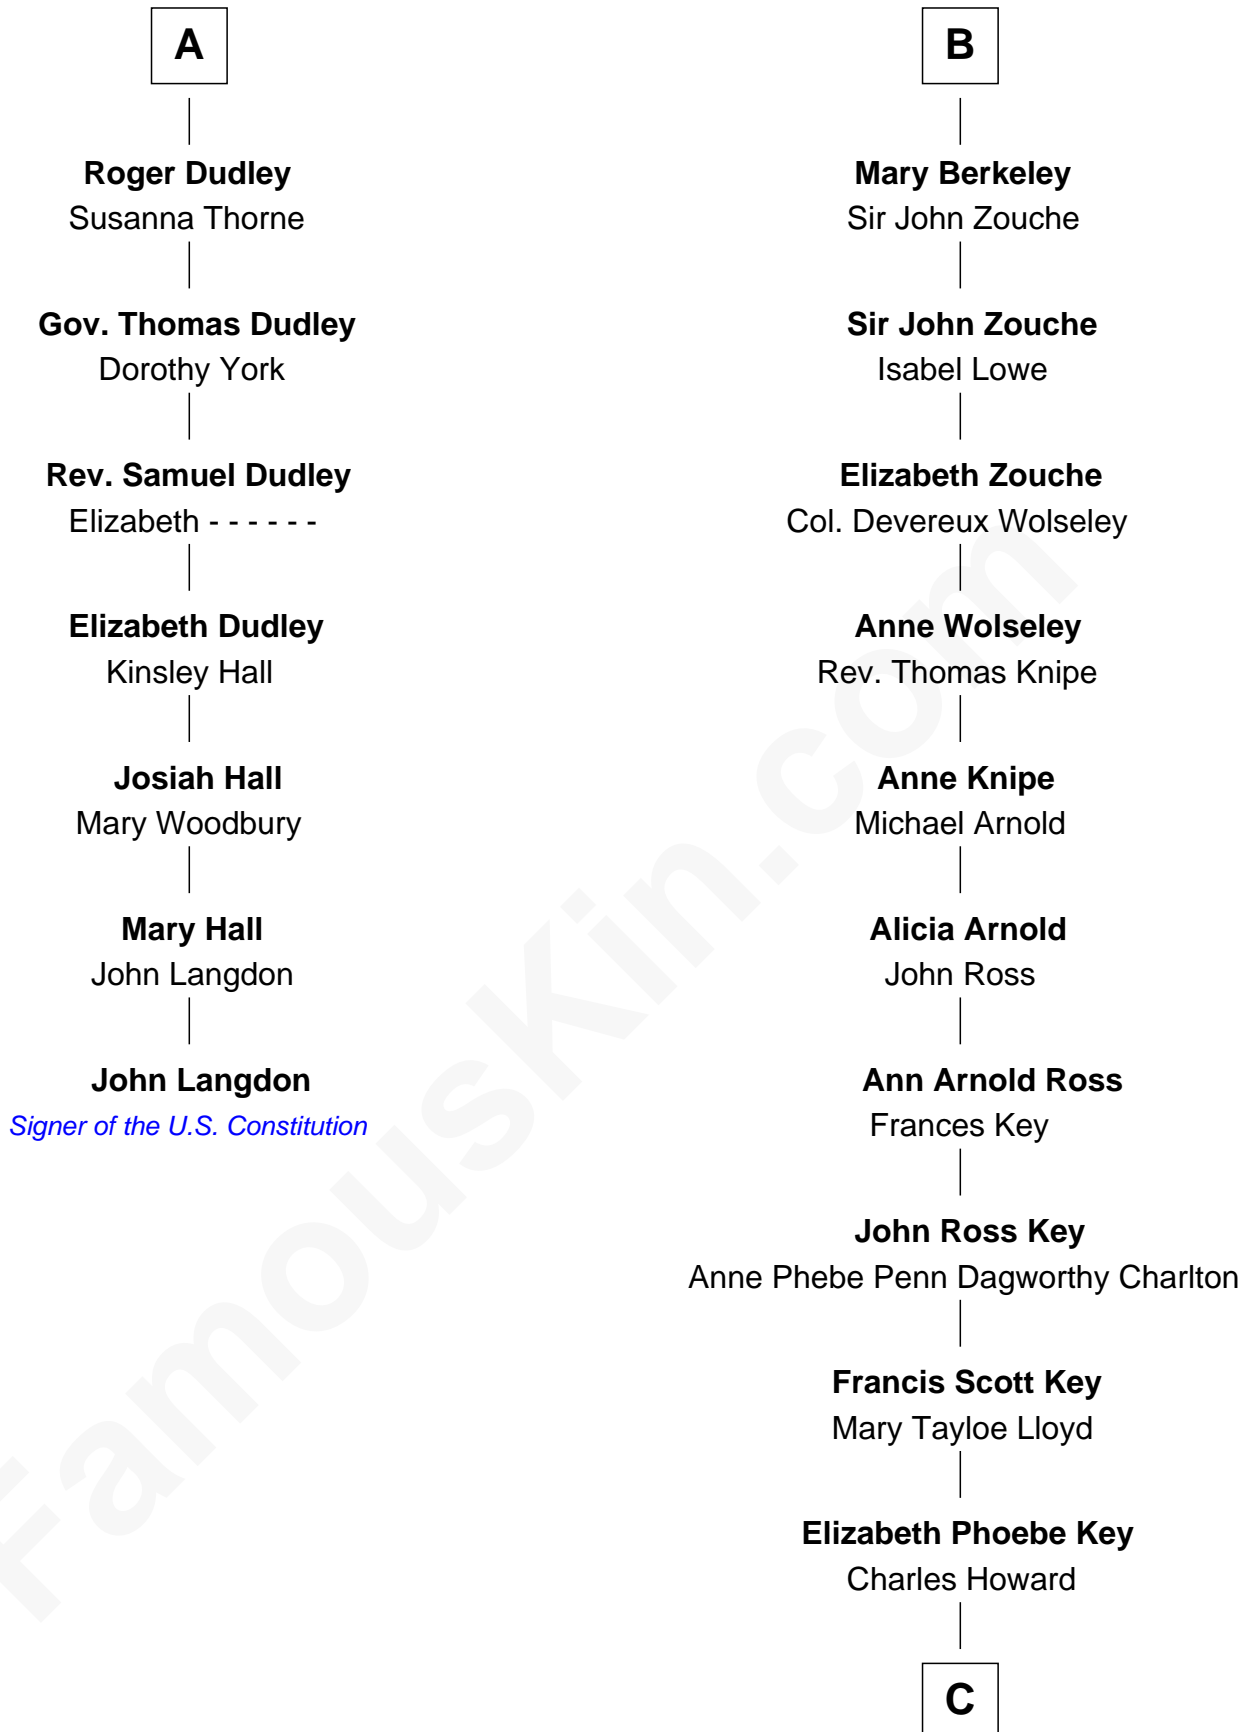 A
Roger Dudley
Susanna Thorne
Gov. Thomas Dudley
Dorothy York
Rev. Samuel Dudley
Elizabeth - - - - - -
Elizabeth Dudley
Kinsley Hall
Josiah Hall
Mary Woodbury
Mary Hall
John Langdon
John Langdon
Signer of the U.S. Constitution
B
Mary Berkeley
Sir John Zouche
Sir John Zouche
Isabel Lowe
Elizabeth Zouche
Col. Devereux Wolseley
Anne Wolseley
Rev. Thomas Knipe
Anne Knipe
Michael Arnold
Alicia Arnold
John Ross
Ann Arnold Ross
Frances Key
John Ross Key
Anne Phebe Penn Dagworthy Charlton
Francis Scott Key
Mary Tayloe Lloyd
Elizabeth Phoebe Key
Charles Howard
C
FamousKin.com